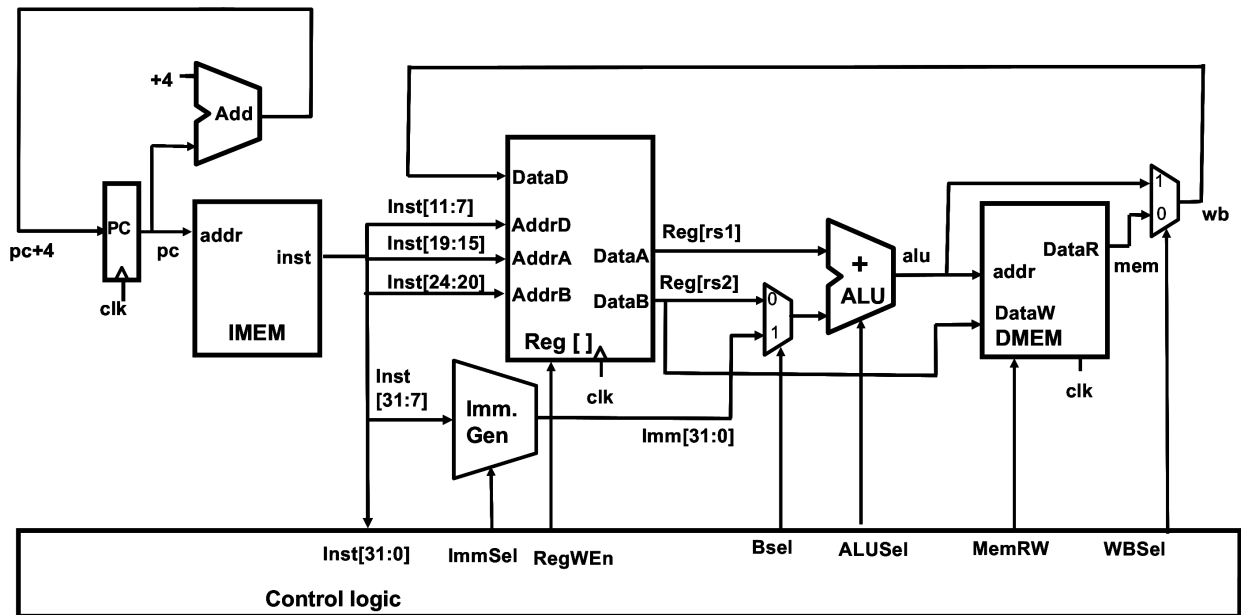 +4
Add
DataD
1
Inst[11:7]
0
wb
PC
addr
AddrD
Reg[rs1]
pc+4
pc
inst
Inst[19:15]
AddrA
DataA
+
alu
DataR
mem
Inst[24:20]
AddrB
Reg[rs2]
DataB
0
ALU
addr
clk
IMEM
1
DataW
DMEM
Reg [ ]
Inst
[31:7]
clk
clk
Imm.
Gen
Imm[31:0]
Inst[31:0]
ImmSel
RegWEn
Bsel
ALUSel
MemRW
WBSel
Control logic